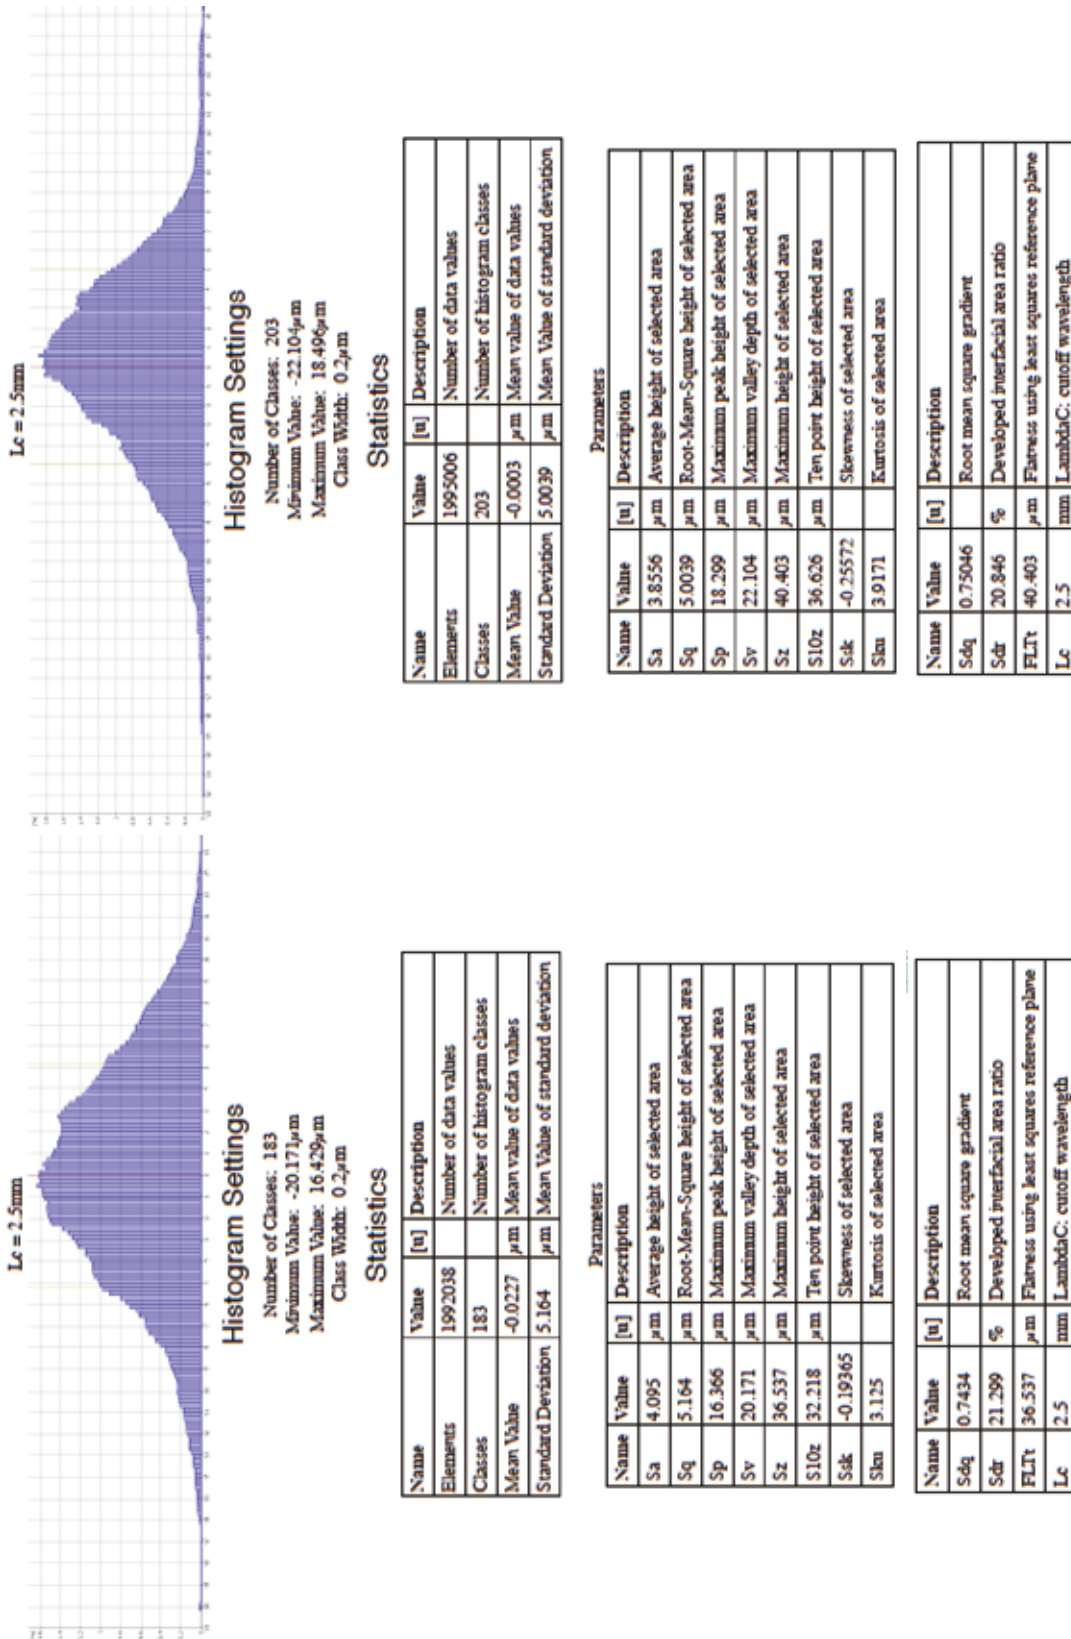 Lc = 2.5mm
Histogram Settings
Number of Classes: 183
Minimum Value: -20.171µm
Maximum Value: 16.429µm
Class Width: 0.2µm
Statistics
Name Value [u] Description
Elements 1992038 Number of data values
Classes 183 Number of histogram classes
Mean Value -0.0227 µm Mean value of data values
Standard Deviation 5.164 µm Mean Value of standard deviation
Parameters
Name Value [u] Description
Sa 4.095 µm Average height of selected area
Sq 5.164 µm Root-Mean-Square height of selected area
Sp 16.366 µm Maximum peak height of selected area
Sv 20.171 µm Maximum valley depth of selected area
Sz 36.537 µm Maximum height of selected area
S10z 32.218 µm Ten point height of selected area
Ssk -0.19365 Skewness of selected area
Sku 3.125 Kurtosis of selected area
Name Value [u] Description
Sdq 0.7434 Root mean square gradient
Sdr 21.299 % Developed interfacial area ratio
FLTt 36.537 µm Flatness using least squares reference plane
Lc 2.5 mm LambdaC: cutoff wavelength
Lc = 2.5mm
Histogram Settings
Number of Classes: 203
Minimum Value: -22.104µm
Maximum Value: 18.496µm
Class Width: 0.2µm
Statistics
Name Value [u] Description
Elements 1995006 Number of data values
Classes 203 Number of histogram classes
Mean Value -0.0003 µm Mean value of data values
Standard Deviation 5.0039 µm Mean Value of standard deviation
Parameters
Name Value [u] Description
Sa 3.8556 µm Average height of selected area
Sq 5.0039 µm Root-Mean-Square height of selected area
Sp 18.299 µm Maximum peak height of selected area
Sv 22.104 µm Maximum valley depth of selected area
Sz 40.403 µm Maximum height of selected area
S10z 36.626 µm Ten point height of selected area
Ssk -0.25572 Skewness of selected area
Sku 3.9171 Kurtosis of selected area
Name Value [u] Description
Sdq 0.75046 Root mean square gradient
Sdr 20.846 % Developed interfacial area ratio
FLTt 40.403 µm Flatness using least squares reference plane
Lc 2.5 mm LambdaC: cutoff wavelength